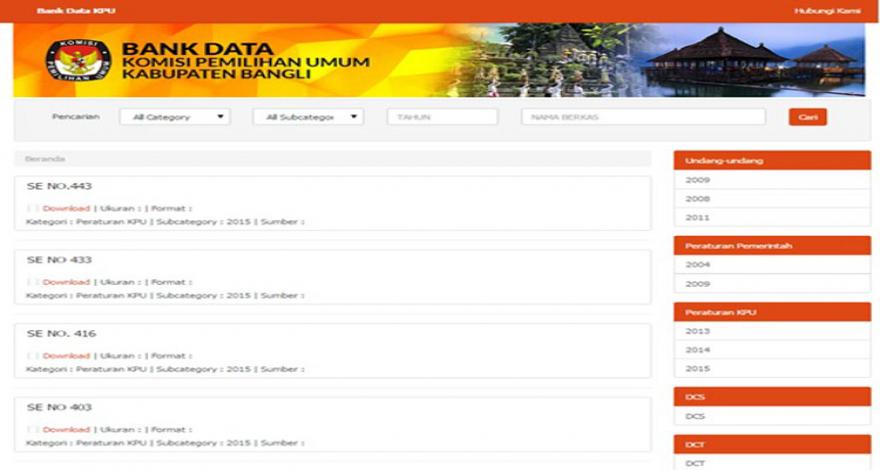 Bank Data KPU
Hubungi Kami
KOMISI
PEMILIHAN UMUM
BANK DATA
KOMISI PEMILIHAN UMUM
KABUPATEN BANGLI
Pencarian
All Category
All Subcategor
TAHUN
NAMA BERKAS
Cari
Beranda
SE NO.443
Download | Ukuran : | Format :
Kategori : Peraturan KPU | Subcategory : 2015 | Sumber :
SE NO 433
Download | Ukuran : | Format :
Kategori : Peraturan KPU | Subcategory : 2015 | Sumber :
SE NO. 416
Download | Ukuran : | Format :
Kategori : Peraturan KPU | Subcategory : 2015 | Sumber :
SE NO 403
Download | Ukuran : | Format :
Kategori : Peraturan KPU | Subcategory : 2015 | Sumber :
Undang-undang
2009
2008
2011
Peraturan Pemerintah
2004
2009
Peraturan KPU
2013
2014
2015
DCS
DCS
DCT
DCT